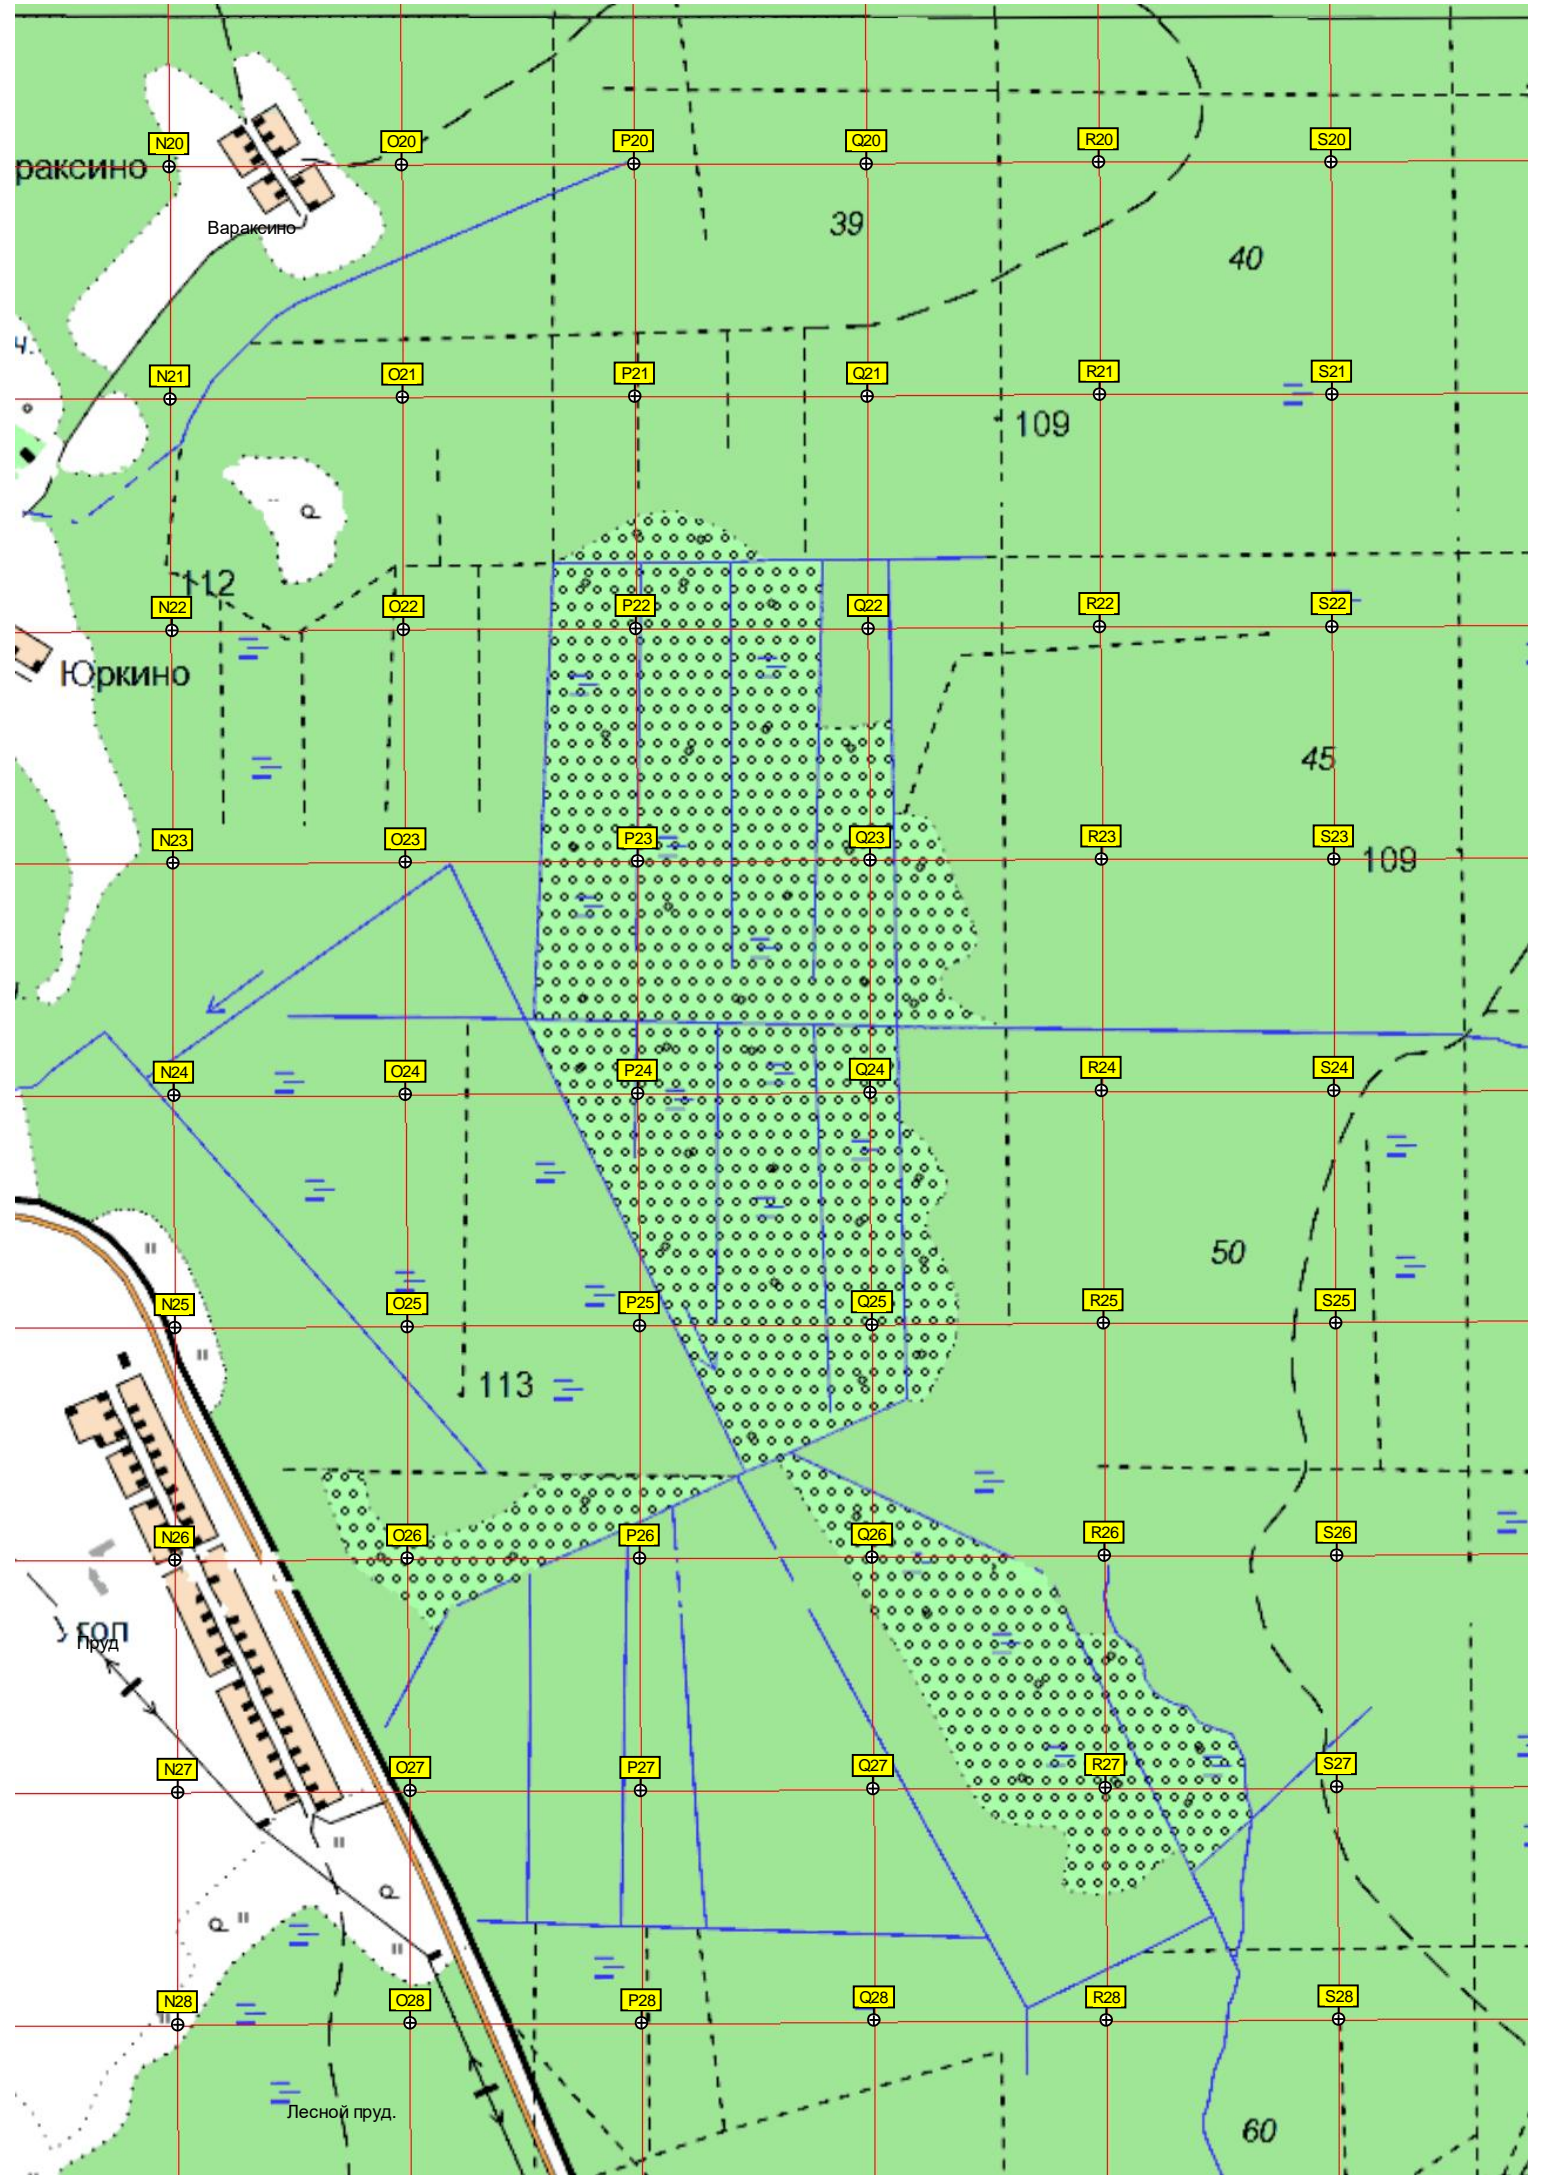 N20 O20 P20 Q20 R20 S20
раксино
Вараксино
39
40
ч.
N21 O21 P21 Q21 R21 S21
109
112
N22 O22 P22 Q22 R22 S22
Юркино
45
N23 O23 P23 Q23 R23 S23
109
N24 O24 P24 Q24 R24 S24
50
N25 O25 P25 Q25 R25 S25
113
N26 O26 P26 Q26 R26 S26
Угол
Пруд
N27 O27 P27 Q27 R27 S27
N28 O28 P28 Q28 R28 S28
Лесной пруд.
60